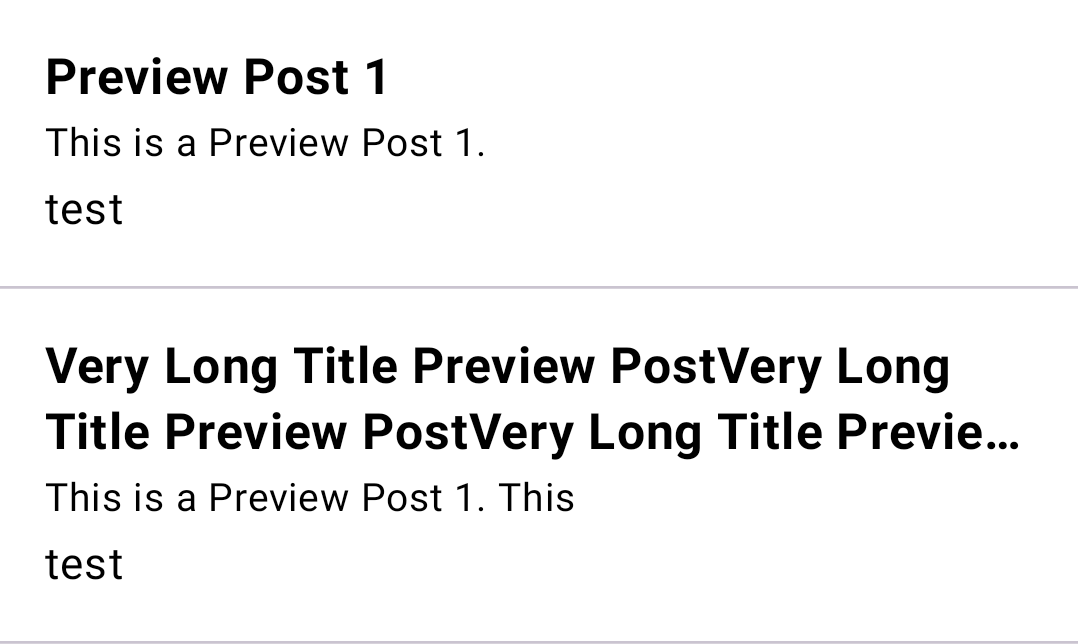 Preview Post 1
This is a Preview Post 1.
test
Very Long Title Preview PostVery Long
Title Preview PostVery Long Title Previe…
This is a Preview Post 1. This
test